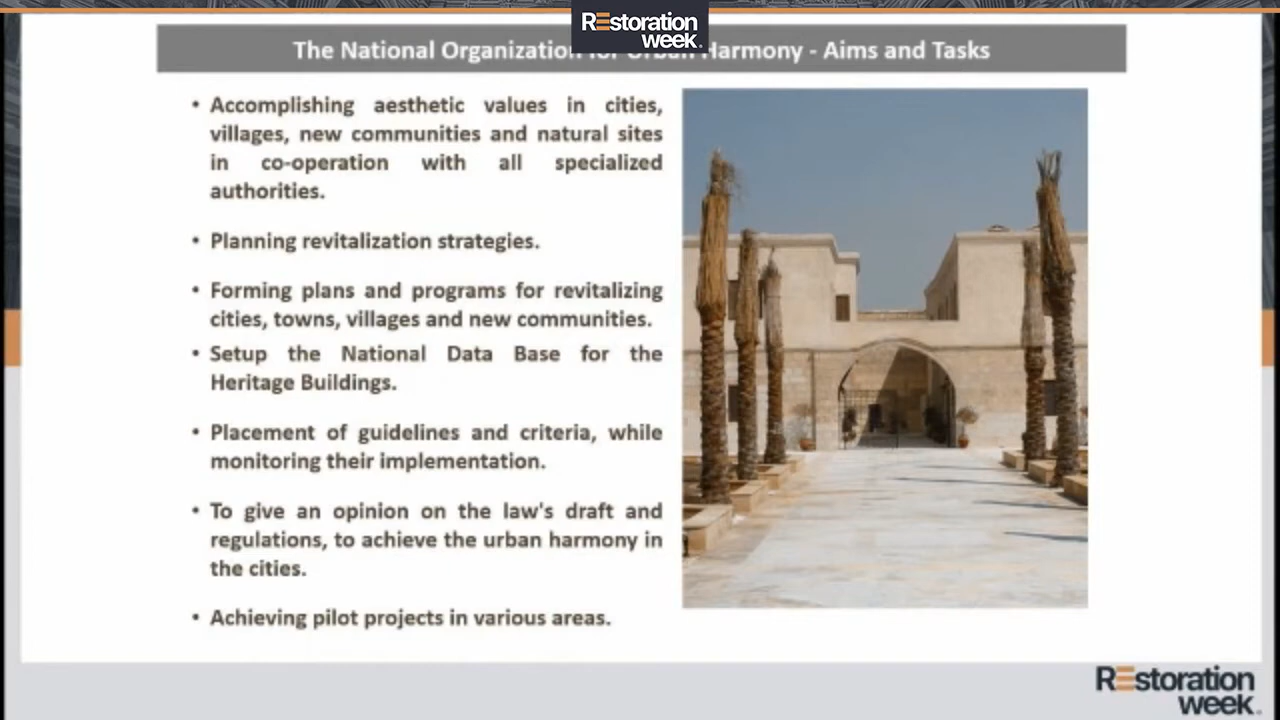 REstoration
week.
The National Organization for Urban Harmony - Aims and Tasks
• Accomplishing aesthetic values in cities,
villages, new communities and natural sites
in co-operation with all specialized
authorities.
• Planning revitalization strategies.
• Forming plans and programs for revitalizing
cities, towns, villages and new communities.
• Setup the National Data Base for the
Heritage Buildings.
• Placement of guidelines and criteria, while
monitoring their implementation.
• To give an opinion on the law's draft and
regulations, to achieve the urban harmony in
the cities.
• Achieving pilot projects in various areas.
REstoration
week.